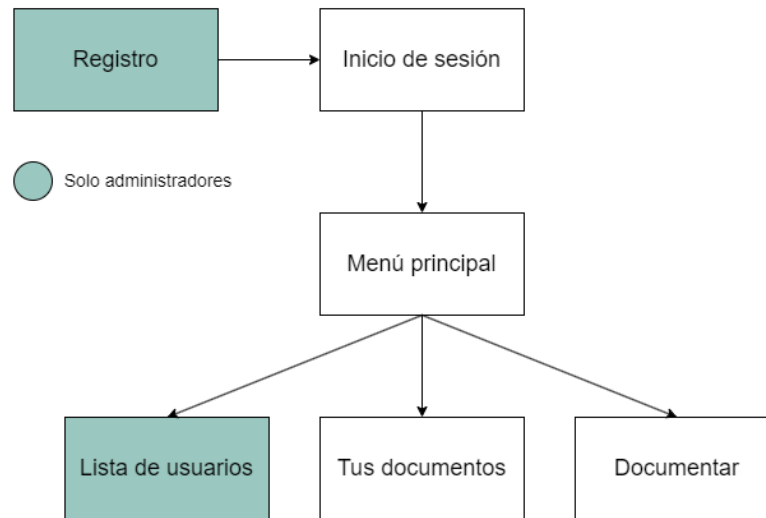 Registro
Inicio de sesión
Solo administradores
Menú principal
Lista de usuarios
Tus documentos
Documentar